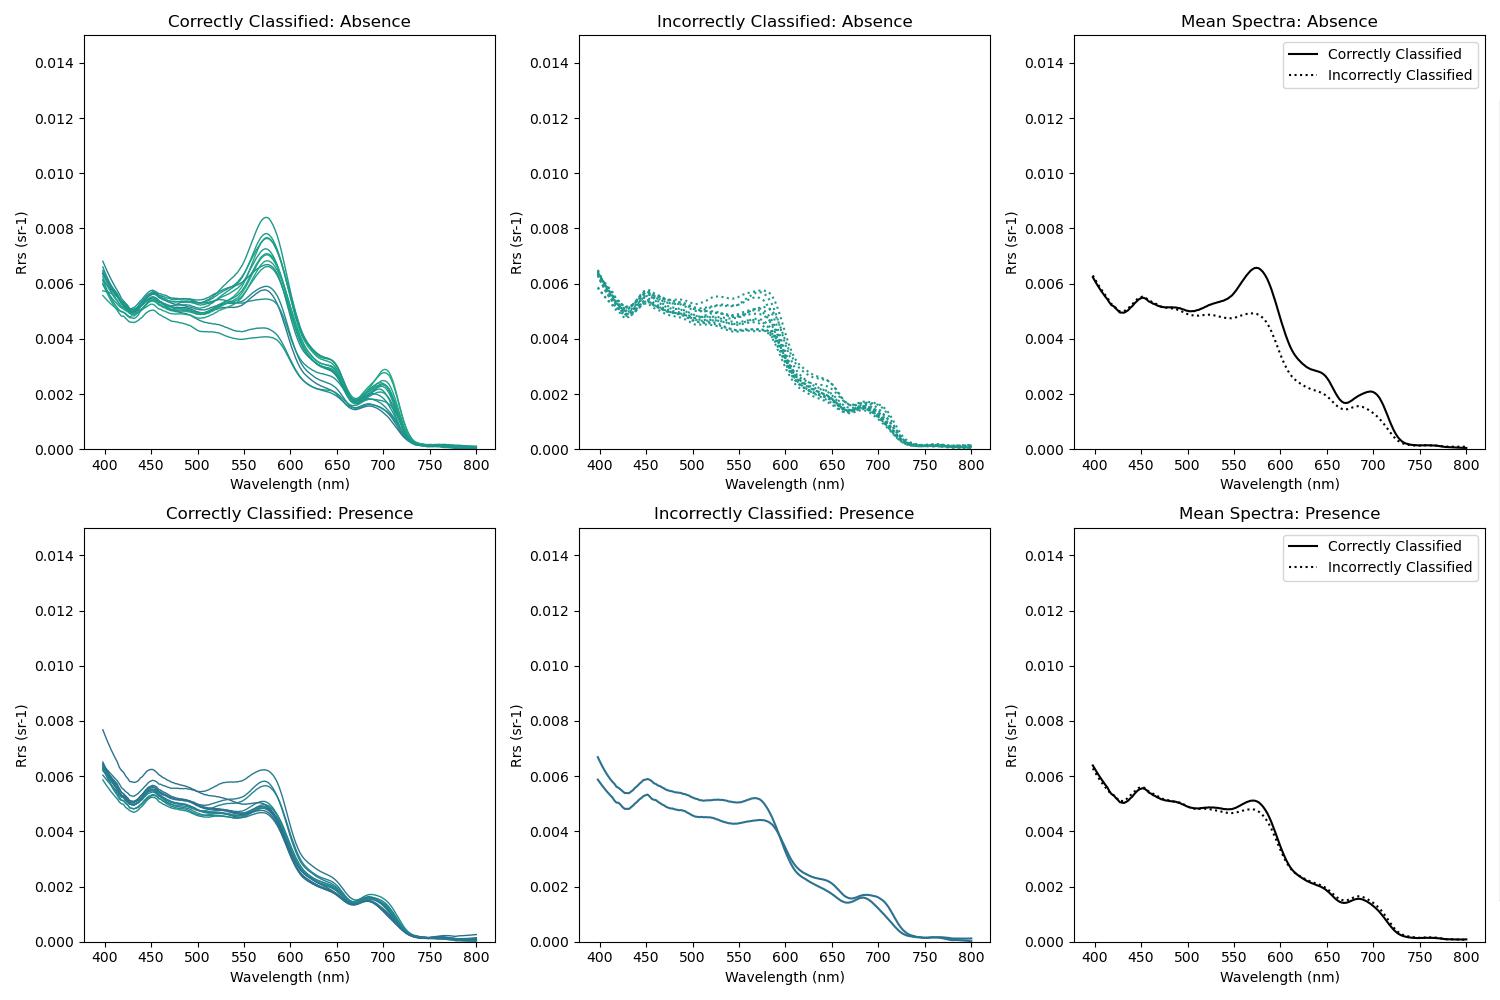 Correctly Classified: Absence
Incorrectly Classified: Absence
Mean Spectra: Absence
0.014
0.012
0.010
0.008
0.006
0.004
0.002
0.000
Rrs (sr-1)
400 450 500 550 600 650 700 750 800
Wavelength (nm)
0.014
0.012
0.010
0.008
0.006
0.004
0.002
0.000
Rrs (sr-1)
400 450 500 550 600 650 700 750 800
Wavelength (nm)
Correctly Classified
Incorrectly Classified
0.014
0.012
0.010
0.008
0.006
0.004
0.002
0.000
Rrs (sr-1)
400 450 500 550 600 650 700 750 800
Wavelength (nm)
Correctly Classified: Presence
Incorrectly Classified: Presence
Mean Spectra: Presence
0.014
0.012
0.010
0.008
0.006
0.004
0.002
0.000
Rrs (sr-1)
400 450 500 550 600 650 700 750 800
Wavelength (nm)
0.014
0.012
0.010
0.008
0.006
0.004
0.002
0.000
Rrs (sr-1)
400 450 500 550 600 650 700 750 800
Wavelength (nm)
Correctly Classified
Incorrectly Classified
0.014
0.012
0.010
0.008
0.006
0.004
0.002
0.000
Rrs (sr-1)
400 450 500 550 600 650 700 750 800
Wavelength (nm)